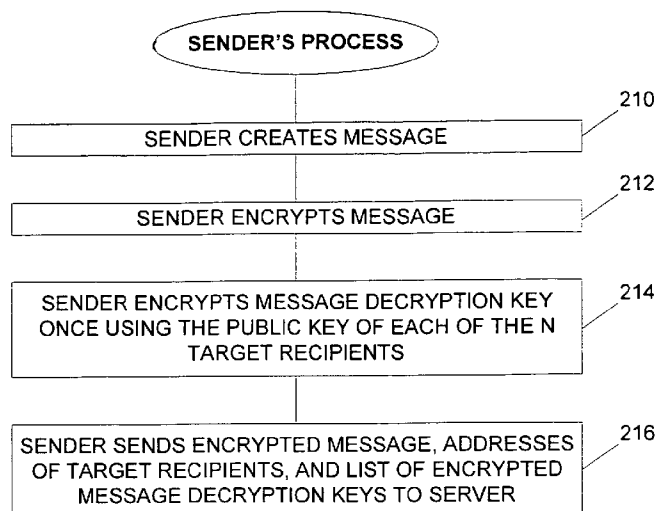 SENDER'S PROCESS
210
SENDER CREATES MESSAGE
212
SENDER ENCRYPTS MESSAGE
214
SENDER ENCRYPTS MESSAGE DECRYPTION KEY
ONCE USING THE PUBLIC KEY OF EACH OF THE N
TARGET RECIPIENTS
216
SENDER SENDS ENCRYPTED MESSAGE, ADDRESSES
OF TARGET RECIPIENTS, AND LIST OF ENCRYPTED
MESSAGE DECRYPTION KEYS TO SERVER